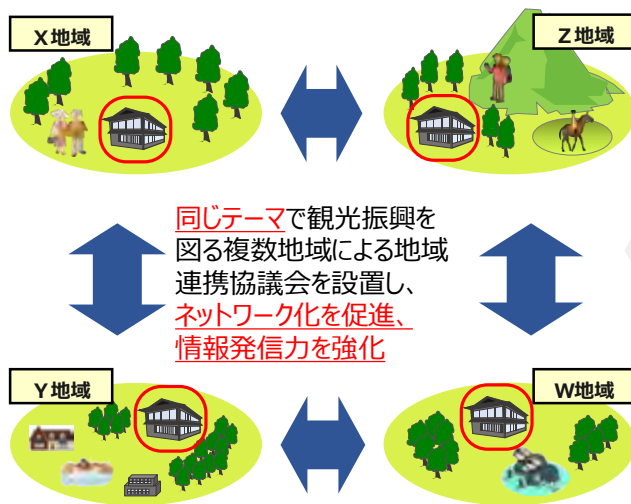 X地域
Z地域
同じテーマで観光振興を
図る複数地域による地域
連携協議会を設置し、
ネットワーク化を促進、
情報発信力を強化
Y地域
W地域